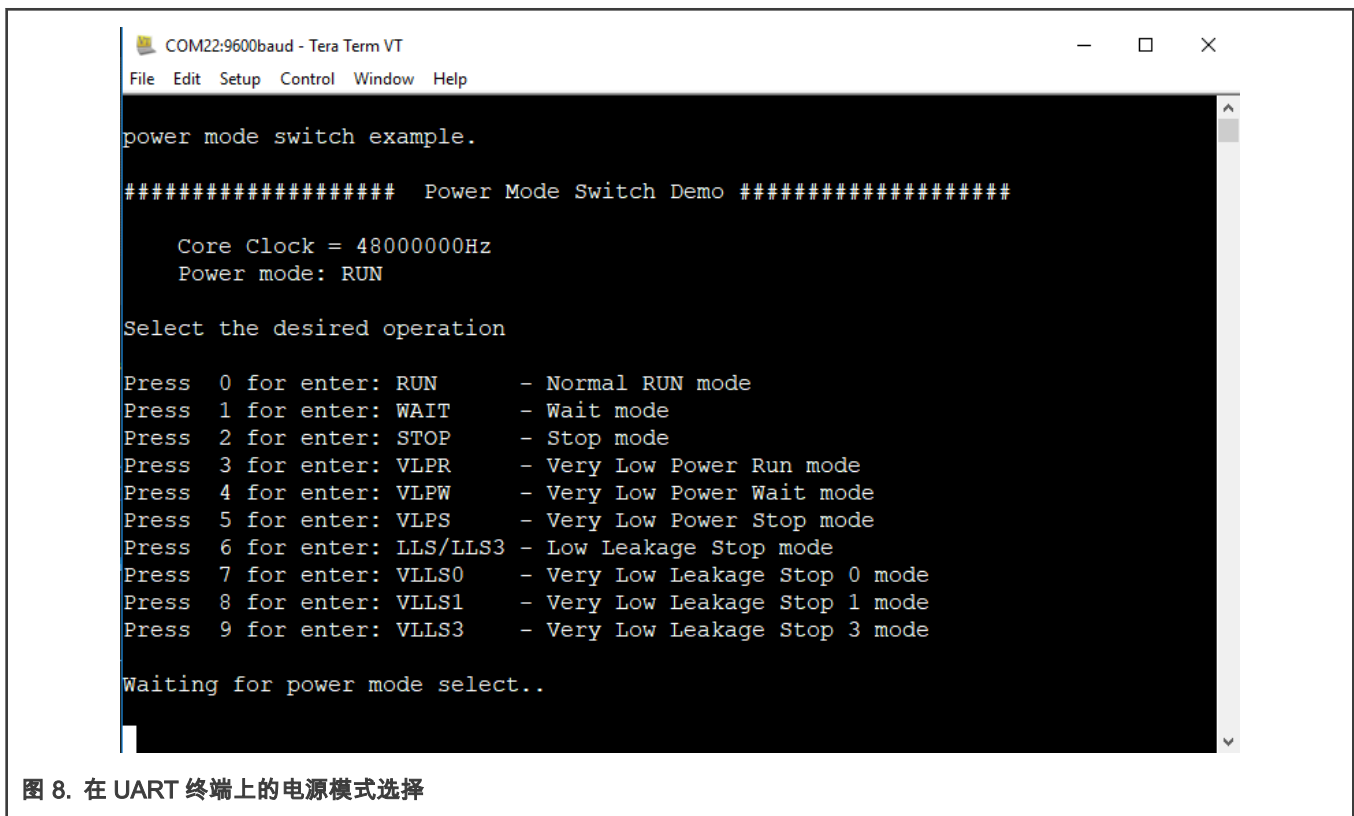 COM22:9600baud - Tera Term VT
File Edit Setup Control Window Help
power mode switch example.
#################### Power Mode Switch Demo ####################
Core Clock = 48000000Hz
Power mode: RUN
Select the desired operation
Press 0 for enter: RUN - Normal RUN mode
Press 1 for enter: WAIT - Wait mode
Press 2 for enter: STOP - Stop mode
Press 3 for enter: VLPR - Very Low Power Run mode
Press 4 for enter: VLPW - Very Low Power Wait mode
Press 5 for enter: VLPS - Very Low Power Stop mode
Press 6 for enter: LLS/LLS3 - Low Leakage Stop mode
Press 7 for enter: VLLS0 - Very Low Leakage Stop 0 mode
Press 8 for enter: VLLS1 - Very Low Leakage Stop 1 mode
Press 9 for enter: VLLS3 - Very Low Leakage Stop 3 mode
Waiting for power mode select..
图 8. 在 UART 终端上的电源模式选择